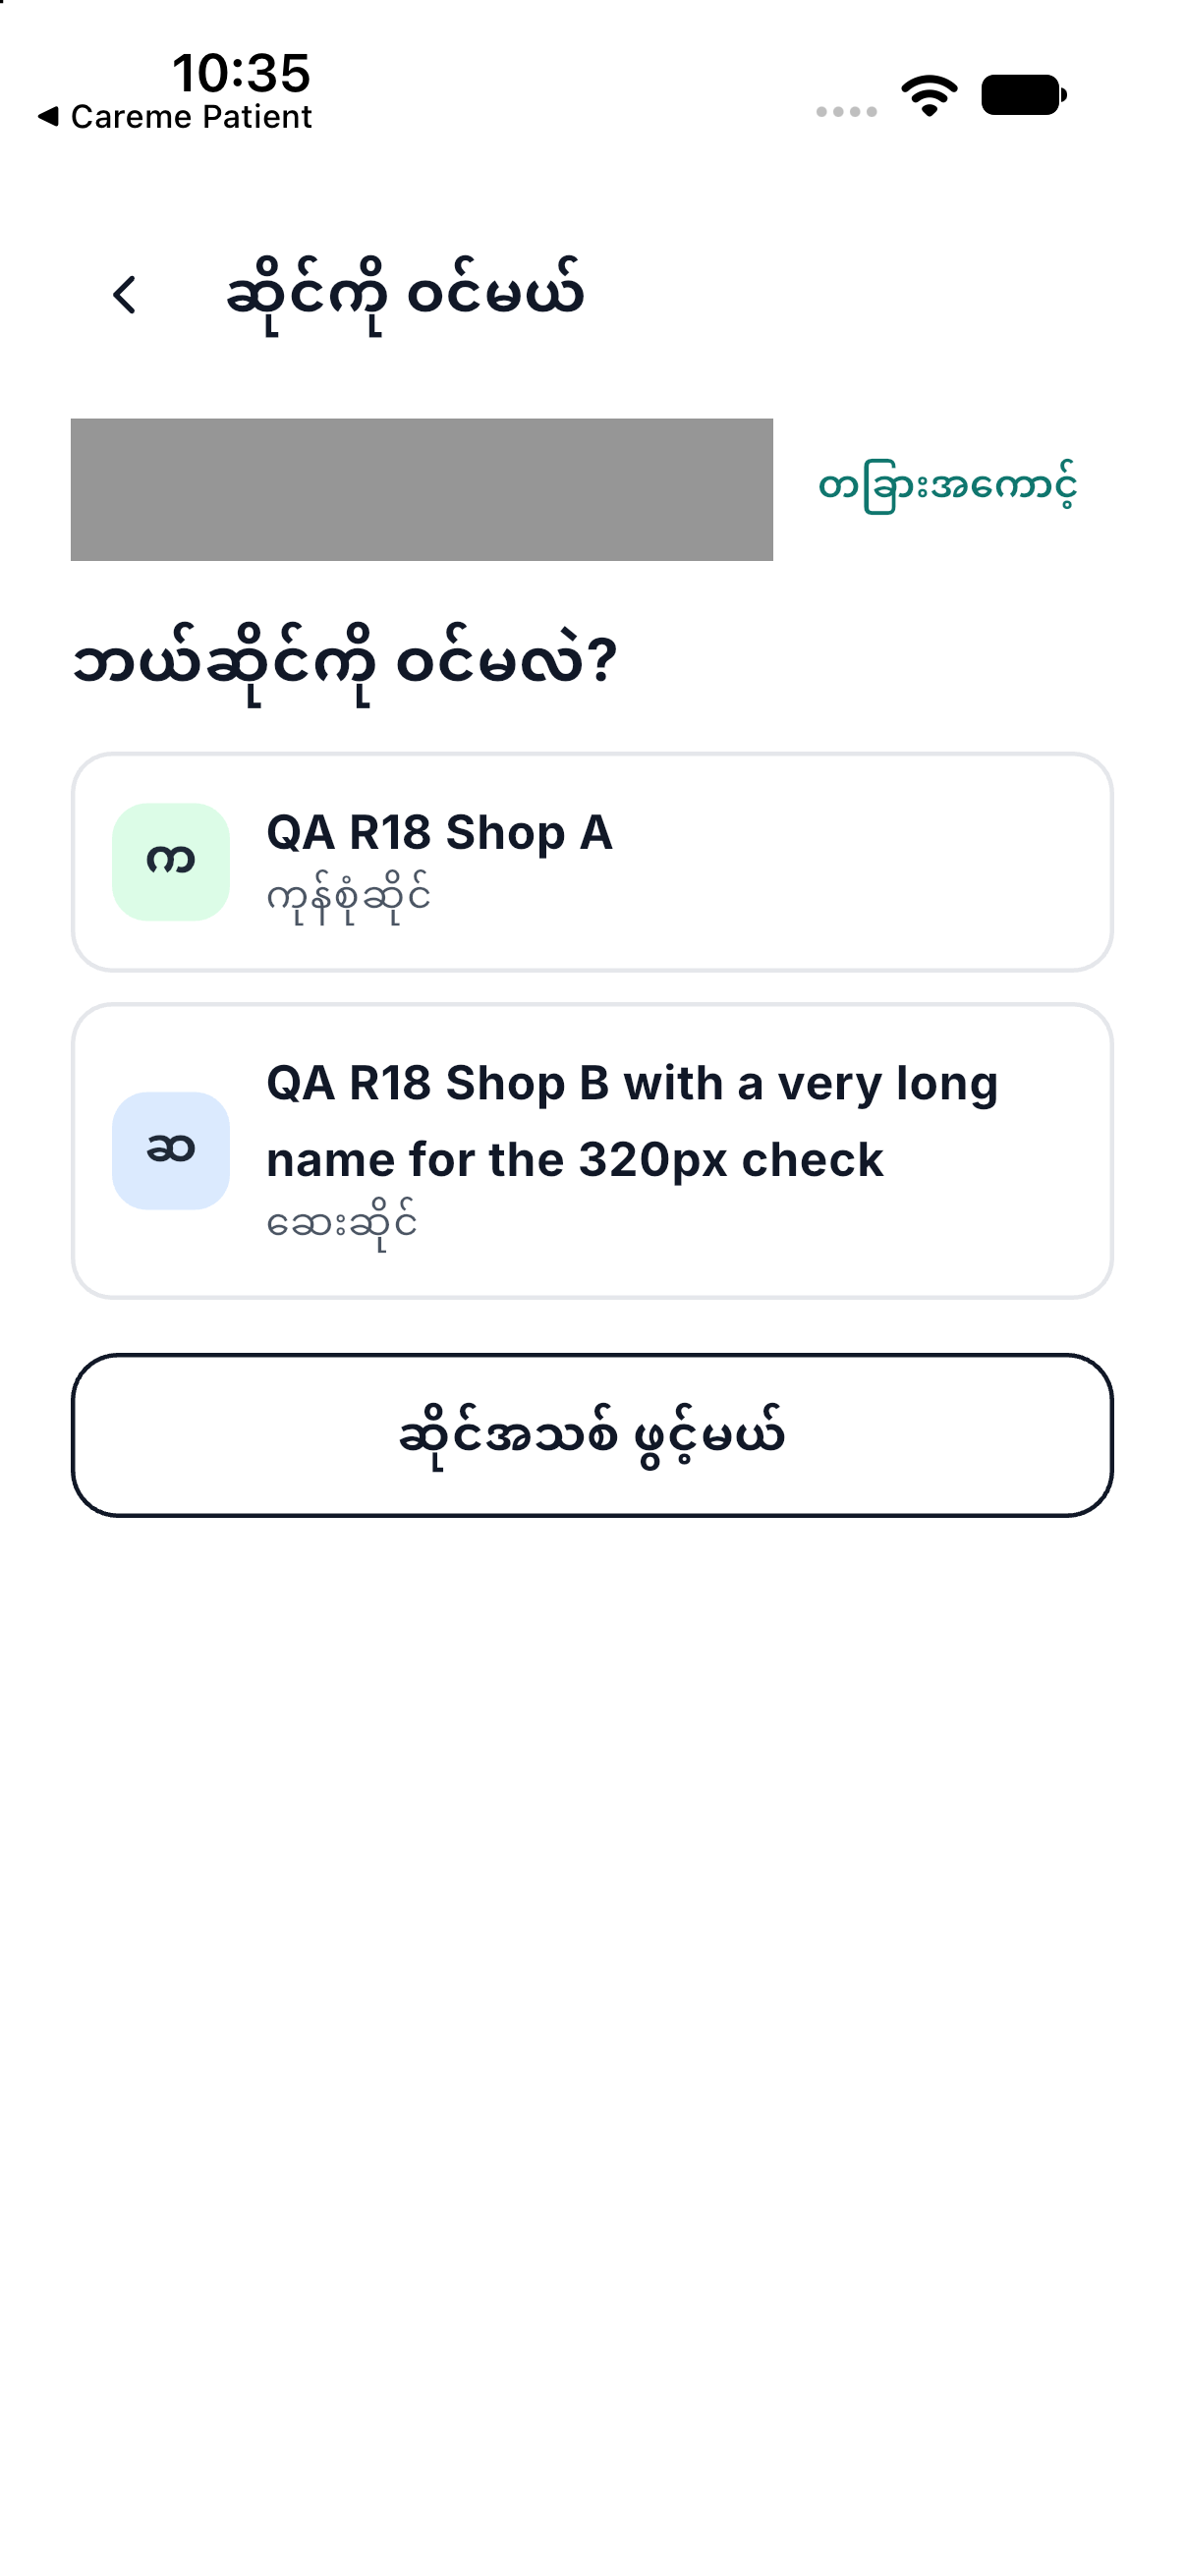 10:35
◀ Careme Patient
ဆိုင်ကို ဝင်မယ်
တခြားအကောင့်
ဘယ်ဆိုင်ကို ဝင်မလဲ?
က
QA R18 Shop A
ကုန်စုံဆိုင်
ဆ
QA R18 Shop B with a very long
name for the 320px check
ဆေးဆိုင်
ဆိုင်အသစ် ဖွင့်မယ်